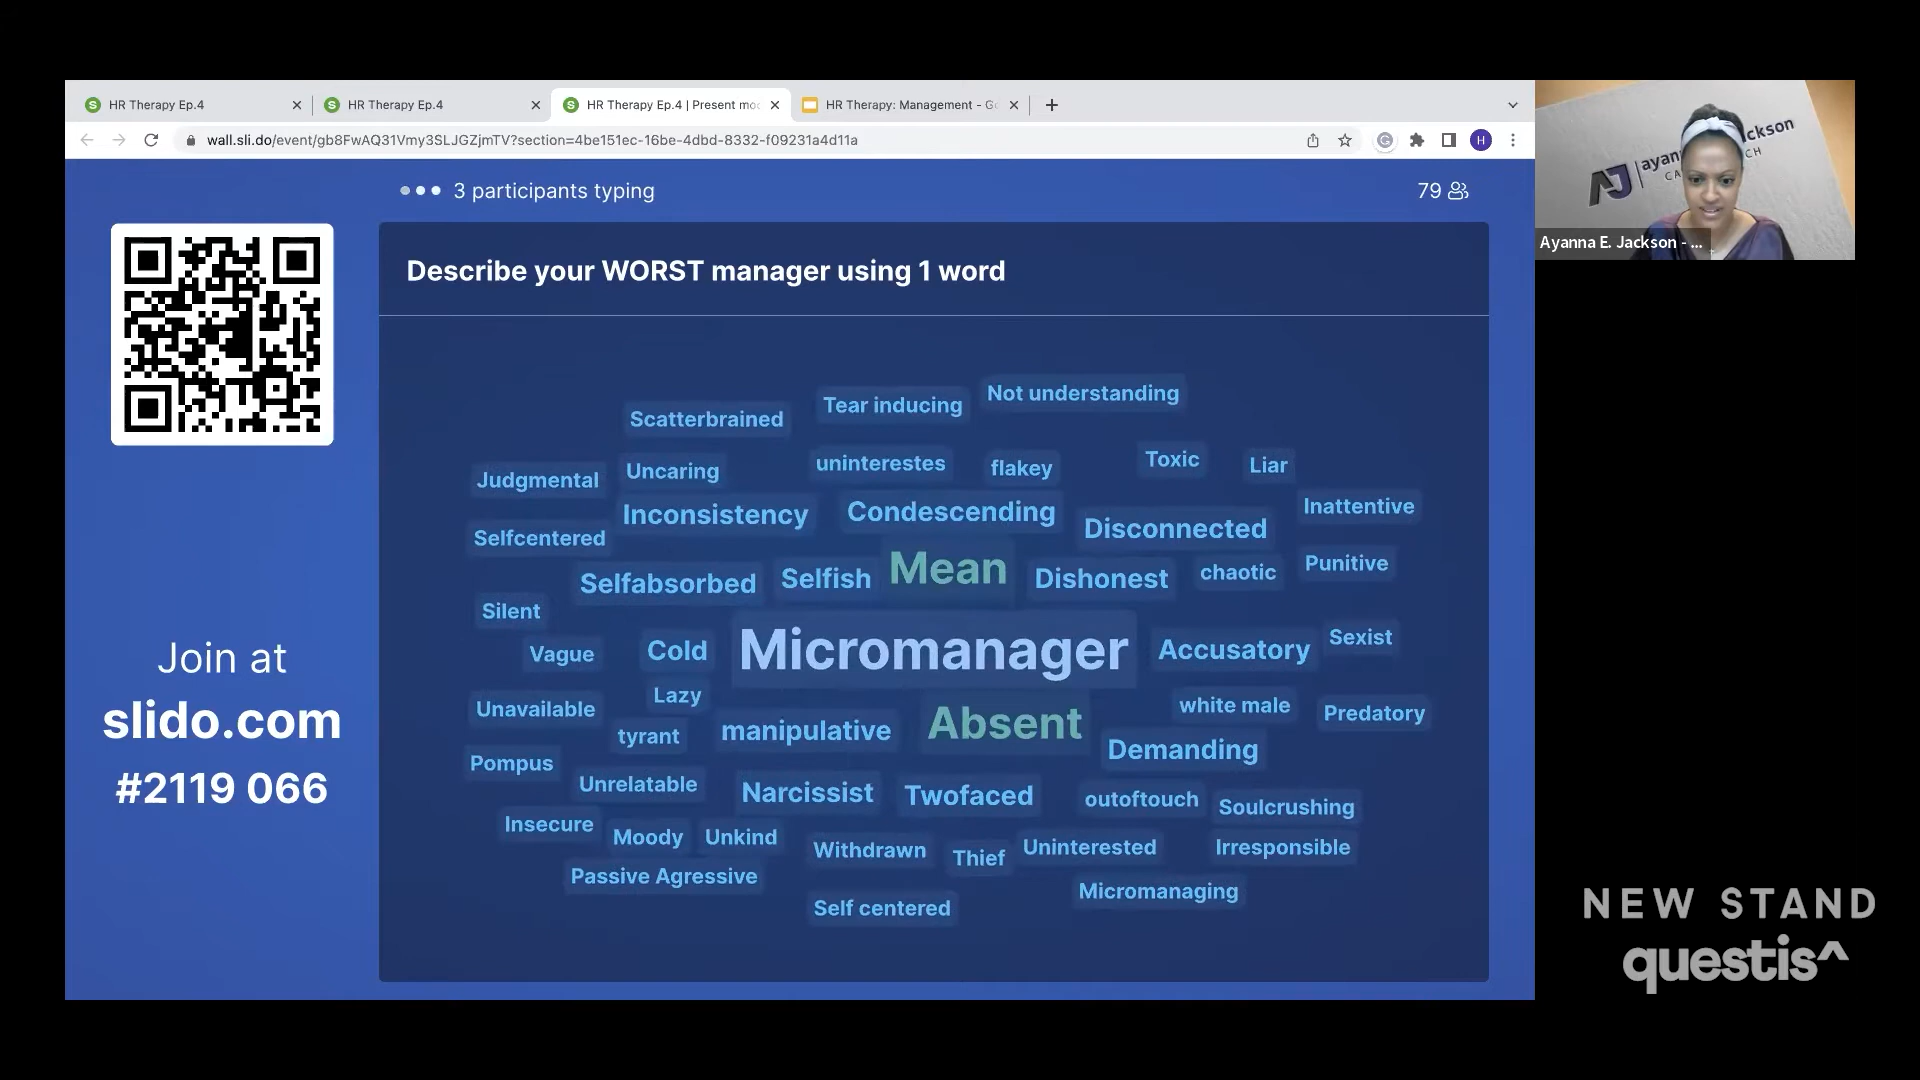 HR Therapy Ep.4
HR Therapy Ep.4
HR Therapy Ep.4 | Present mo
HR Therapy: Management - G
wall.sli.do/event/gb8FwAQ31Vmy3SLJGZjmTV?section=4be151ec-16be-4dbd-8332-f09231a4d11a
H
3 participants typing
79
Describe your WORST manager using 1 word
Not understanding
Tear inducing
Scatterbrained
Toxic
Liar
uninterestes
flakey
Uncaring
Judgmental
Inattentive
Condescending
Inconsistency
Disconnected
Selfcentered
Punitive
Mean
chaotic
Selfish
Dishonest
Selfabsorbed
Silent
Sexist
Micromanager
Accusatory
Cold
Vague
Lazy
white male
Unavailable
Predatory
Absent
manipulative
tyrant
Demanding
Pompus
Unrelatable
Narcissist
Twofaced
outoftouch
Soulcrushing
Insecure
Moody
Unkind
Withdrawn
Thief
Uninterested
Irresponsible
Passive Agressive
Micromanaging
Self centered
Join at
slido.com
#2119 066
AJ
Ayanna E. Jackson - ...
NEW STAND
questis^